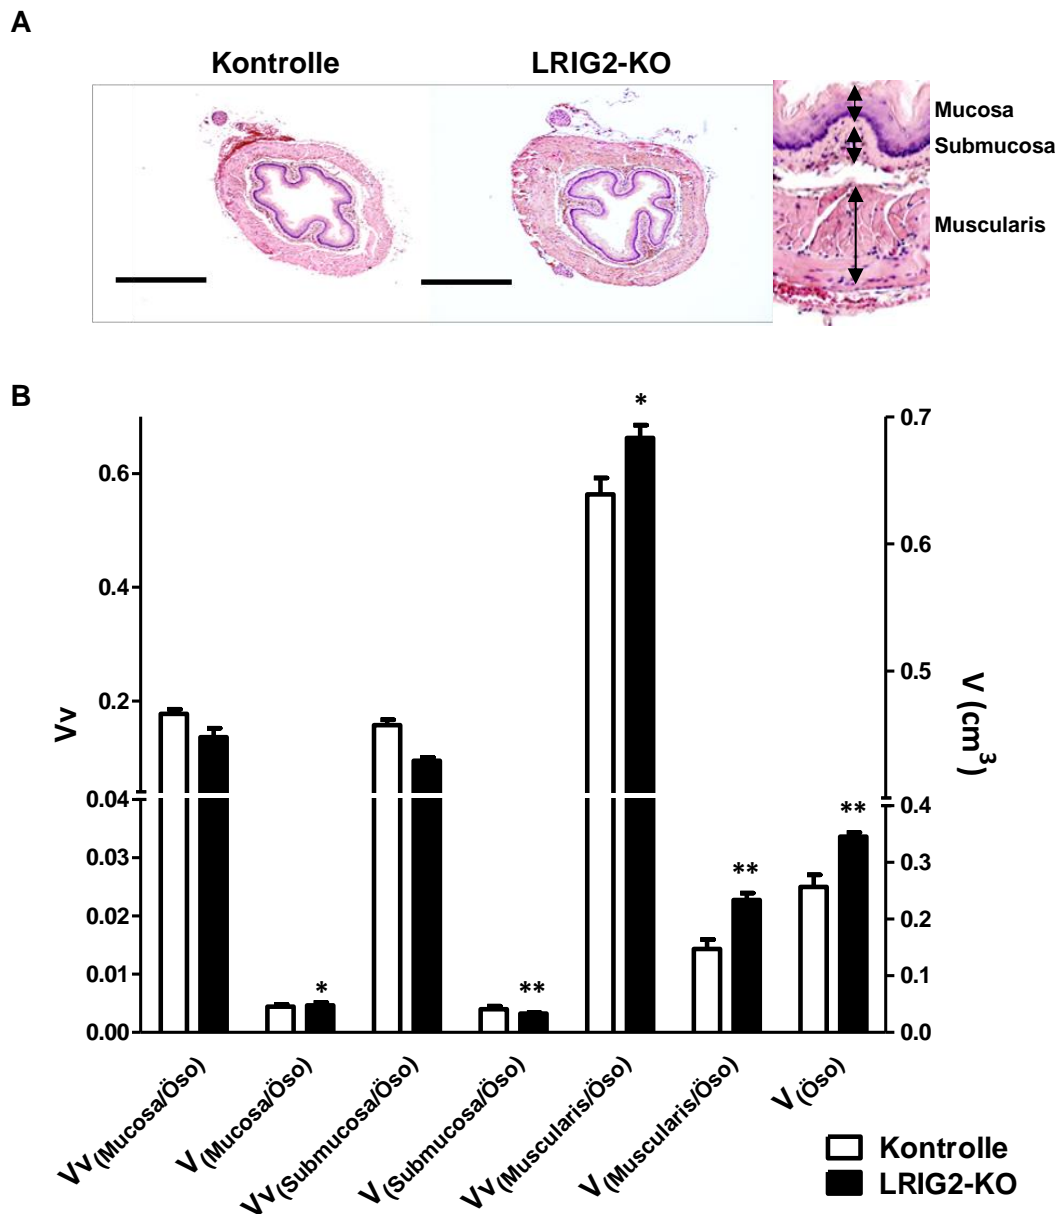 A
Kontrolle LRIG2-KO
Mucosa
Submucosa
Muscularis
B
Vv
0.6
0.4
0.2
0.04
0.03
0.02
0.01
0.00
V (cm³)
0.7
0.6
0.5
0.4
0.3
0.2
0.1
0.0
* ** * ** **
Vv(Mucosa/Öso)
V(Mucosa/Öso)
Vv(Submucosa/Öso)
V(Submucosa/Öso)
Vv(Muscularis/Öso)
V(Muscularis/Öso)
V(Öso)
Kontrolle
LRIG2-KO